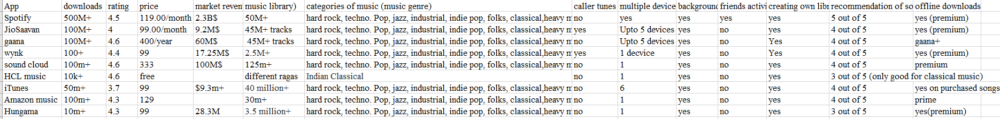 App downloads rating price market reven music library) categories of music (music genre) caller tunes multiple device background friends activi creating own libr recommendation of so offline downloads
Spotify 500M+ 4.5 119.00/month 2.3B$ 50M+ hard rock, techno. Pop, jazz, industrial, indie pop, folks, classical,heavy m no yes yes yes yes 5 out of 5 yes (premium)
JioSaavan 100M+ 4 99.00/month 9.2M$ 45M+ tracks hard rock, techno. Pop, jazz, industrial, indie pop, folks, classical,heavy m yes Upto 5 devices yes no yes 4 out of 5 yes (premium)
gaana 100M+ 4.6 400/year 60M$ 45M+ tracks hard rock, techno. Pop, jazz, industrial, indie pop, folks, classical,heavy m no Upto 5 devices yes no Yes 4 out of 5 gaana+
wynk 100+ 4.4 99 17.25M$ 2.5M+ hard rock, techno. Pop, jazz, industrial, indie pop, folks, classical,heavy m yes 1 decvice yes no Yes 4 out of 5 yes (premium)
sound cloud 100m+ 4.6 333 100M$ 125m+ hard rock, techno. Pop, jazz, industrial, indie pop, folks, classical,heavy m no 1 yes no yes 4 out of 5 premium
HCL music 10k+ 4.6 free different ragas Indian Classical no 1 yes no yes 3 out of 5 (only good for classical music)
iTunes 50m+ 3.7 99 $9.3m+ 40 million+ hard rock, techno. Pop, jazz, industrial, indie pop, folks, classical,heavy m no 6 yes no yes 4 out of 5 yes on purchased songs
Amazon music 100m+ 4.3 129 30m+ hard rock, techno. Pop, jazz, industrial, indie pop, folks, classical,heavy m no 1 yes no yes 4 out of 5 prime
Hungama 10m+ 4.3 99 28.3M 3.5 million+ hard rock, techno. Pop, jazz, industrial, indie pop, folks, classical,heavy m no 1 yes no yes 3 out of 5 yes(premium)